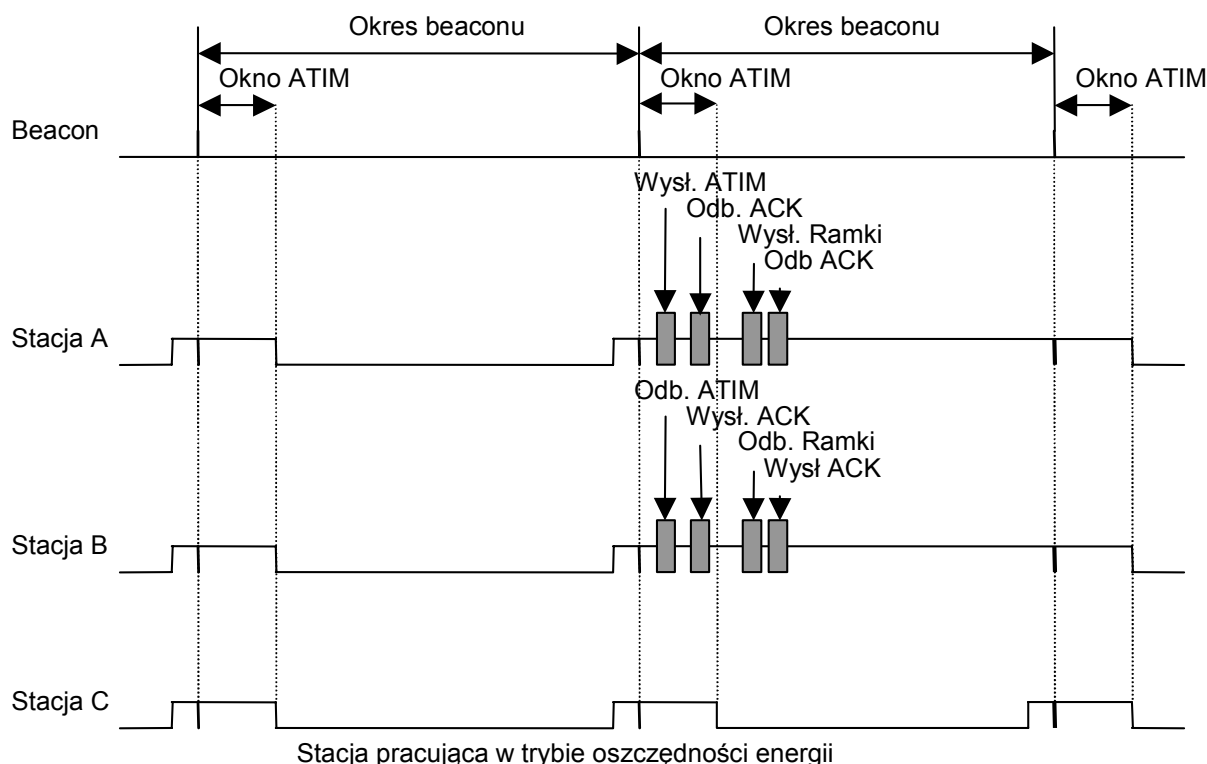 Okres beaconu
Okres beaconu
Okno ATIM
Okno ATIM
Okno ATIM
Beacon
Wysł. ATIM
Odb. ACK
Wysł. Ramki
Odb ACK
Stacja A
Odb. ATIM
Wysł. ACK
Odb. Ramki
Wysł ACK
Stacja B
Stacja C
Stacja pracująca w trybie oszczędności energii